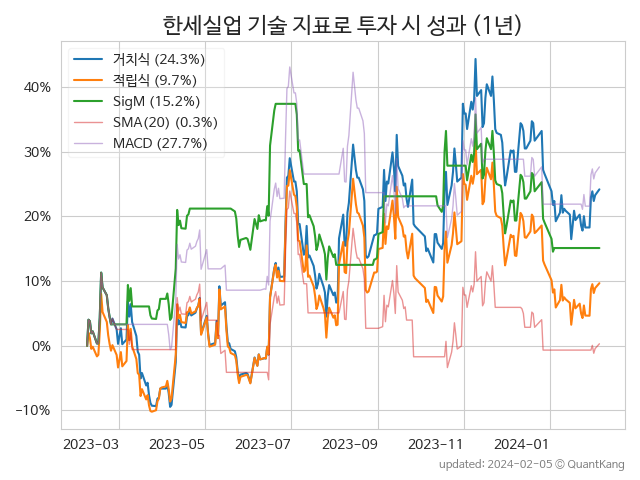 한세실업 기술 지표로 투자 시 성과 (1년)
거치식 (24.3%)
적립식 (9.7%)
SigM (15.2%)
SMA(20) (0.3%)
MACD (27.7%)
40%
30%
20%
10%
0%
−10%
2023-03 2023-05 2023-07 2023-09 2023-11 2024-01
updated: 2024-02-05 © QuantKang